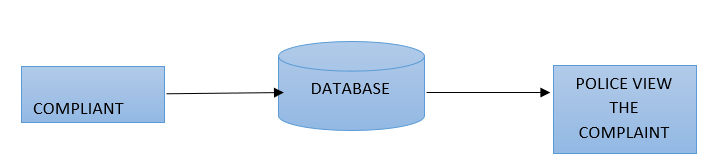 COMPLIANT
DATABASE
POLICE VIEW
THE
COMPLAINT